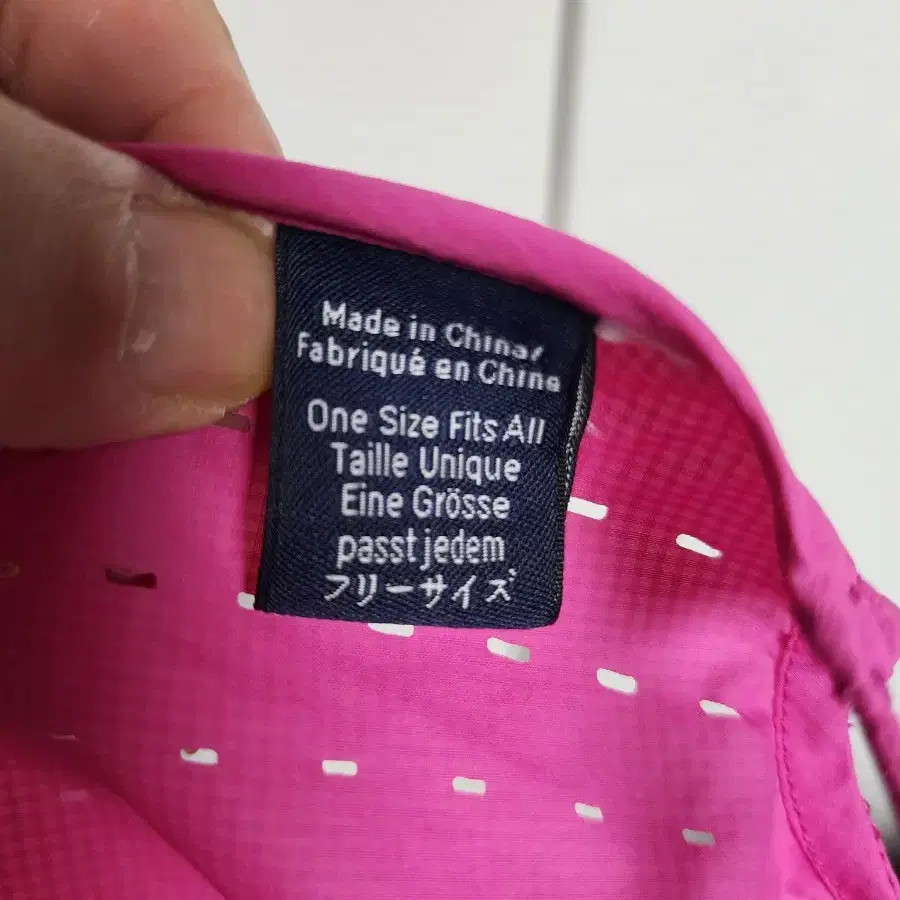 Made in China/
Fabriqué en Chine
One Size Fits All
Taille Unique
Eine Grösse
passt jedem
フリーサイズ